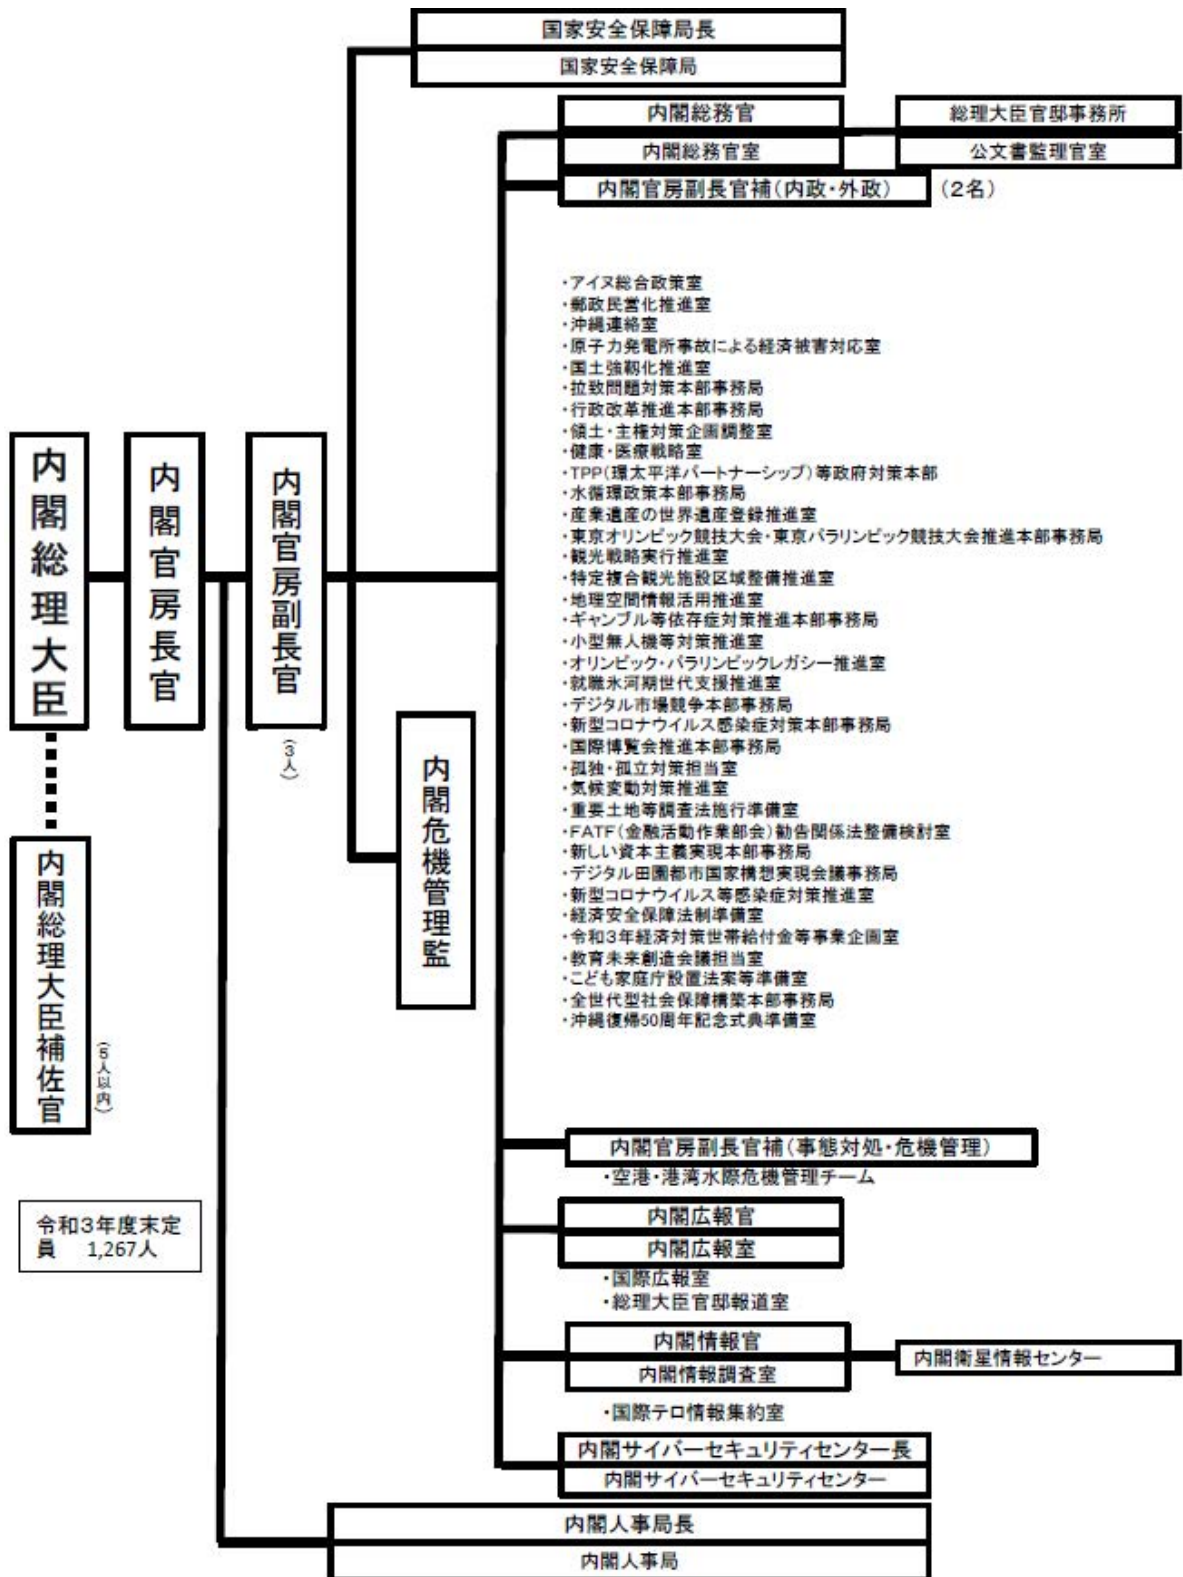 国家安全保障局長
国家安全保障局
内閣総務官
内閣総務官室
総理大臣官邸事務所
公文書監理官室
内閣官房副長官補(内政・外政)
(2名)
・アイヌ総合政策室
・郵政民営化推進室
・沖縄連絡室
・原子力発電所事故による経済被害対応室
・国土強靱化推進室
・拉致問題対策本部事務局
・行政改革推進本部事務局
・領土・主権対策企画調整室
・健康・医療戦略室
・TPP(環太平洋パートナーシップ)等政府対策本部
・水循環政策本部事務局
・産業遺産の世界遺産登録推進室
・東京オリンピック競技大会・東京パラリンピック競技大会推進本部事務局
・観光戦略実行推進室
・特定複合観光施設区域整備推進室
・地理空間情報活用推進室
・ギャンブル等依存症対策推進本部事務局
・小型無人機等対策推進室
・オリンピック・パラリンピックレガシー推進室
・就職氷河期世代支援推進室
・デジタル市場競争本部事務局
・新型コロナウイルス感染症対策本部事務局
・国際博覧会推進本部事務局
・孤独・孤立対策担当室
・気候変動対策推進室
・重要土地等調査法施行準備室
・FATF(金融活動作業部会)勧告関係法整備検討室
・新しい資本主義実現本部事務局
・デジタル田園都市国家構想実現会議事務局
・新型コロナウイルス等感染症対策推進室
・経済安全保障法制準備室
・令和3年経済対策世帯給付金等事業企画室
・教育未来創造会議担当室
・こども家庭庁設置法案等準備室
・全世代型社会保障構築本部事務局
・沖縄復帰50周年記念式典準備室
内閣総理大臣
内閣官房長官
内閣官房副長官
(3人)
内閣危機管理監
内閣総理大臣補佐官
(5人以内)
内閣官房副長官補(事態対処・危機管理)
・空港・港湾水際危機管理チーム
令和3年度末定
員 1,267人
内閣広報官
内閣広報室
・国際広報室
・総理大臣官邸報道室
内閣情報官
内閣情報調査室
内閣衛星情報センター
・国際テロ情報集約室
内閣サイバーセキュリティセンター長
内閣サイバーセキュリティセンター
内閣人事局長
内閣人事局